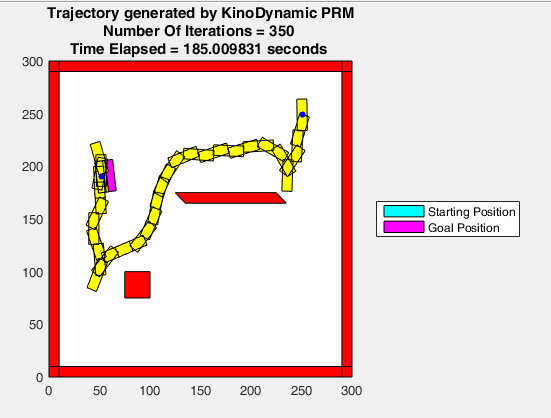 Trajectory generated by KinoDynamic PRM
Number Of Iterations = 350
Time Elapsed = 185.009831 seconds
300
250
200
150
100
50
0
0 50 100 150 200 250 300
Starting Position
Goal Position